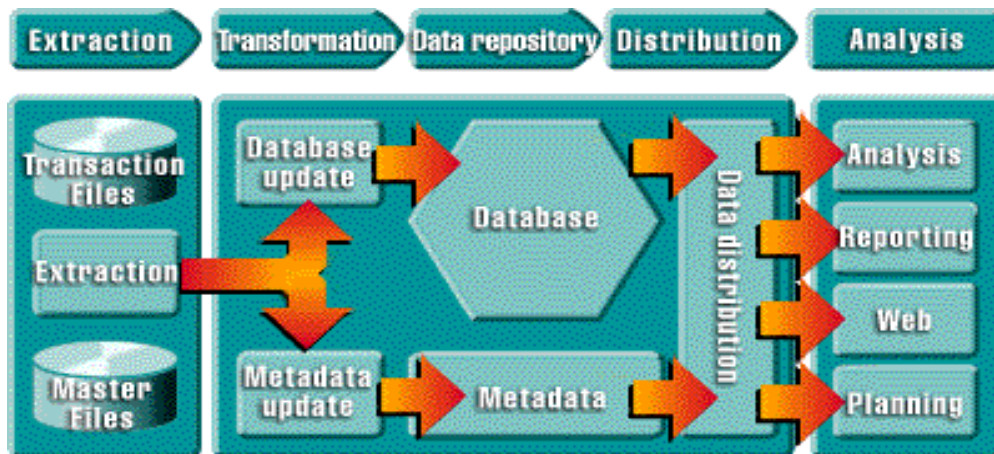 Extraction
Transformation
Data repository
Distribution
Analysis
Transaction
Files
Extraction
Master
Files
Database
update
Metadada
update
Database
Metadata
Data distribution
Analysis
Reporting
Web
Planning